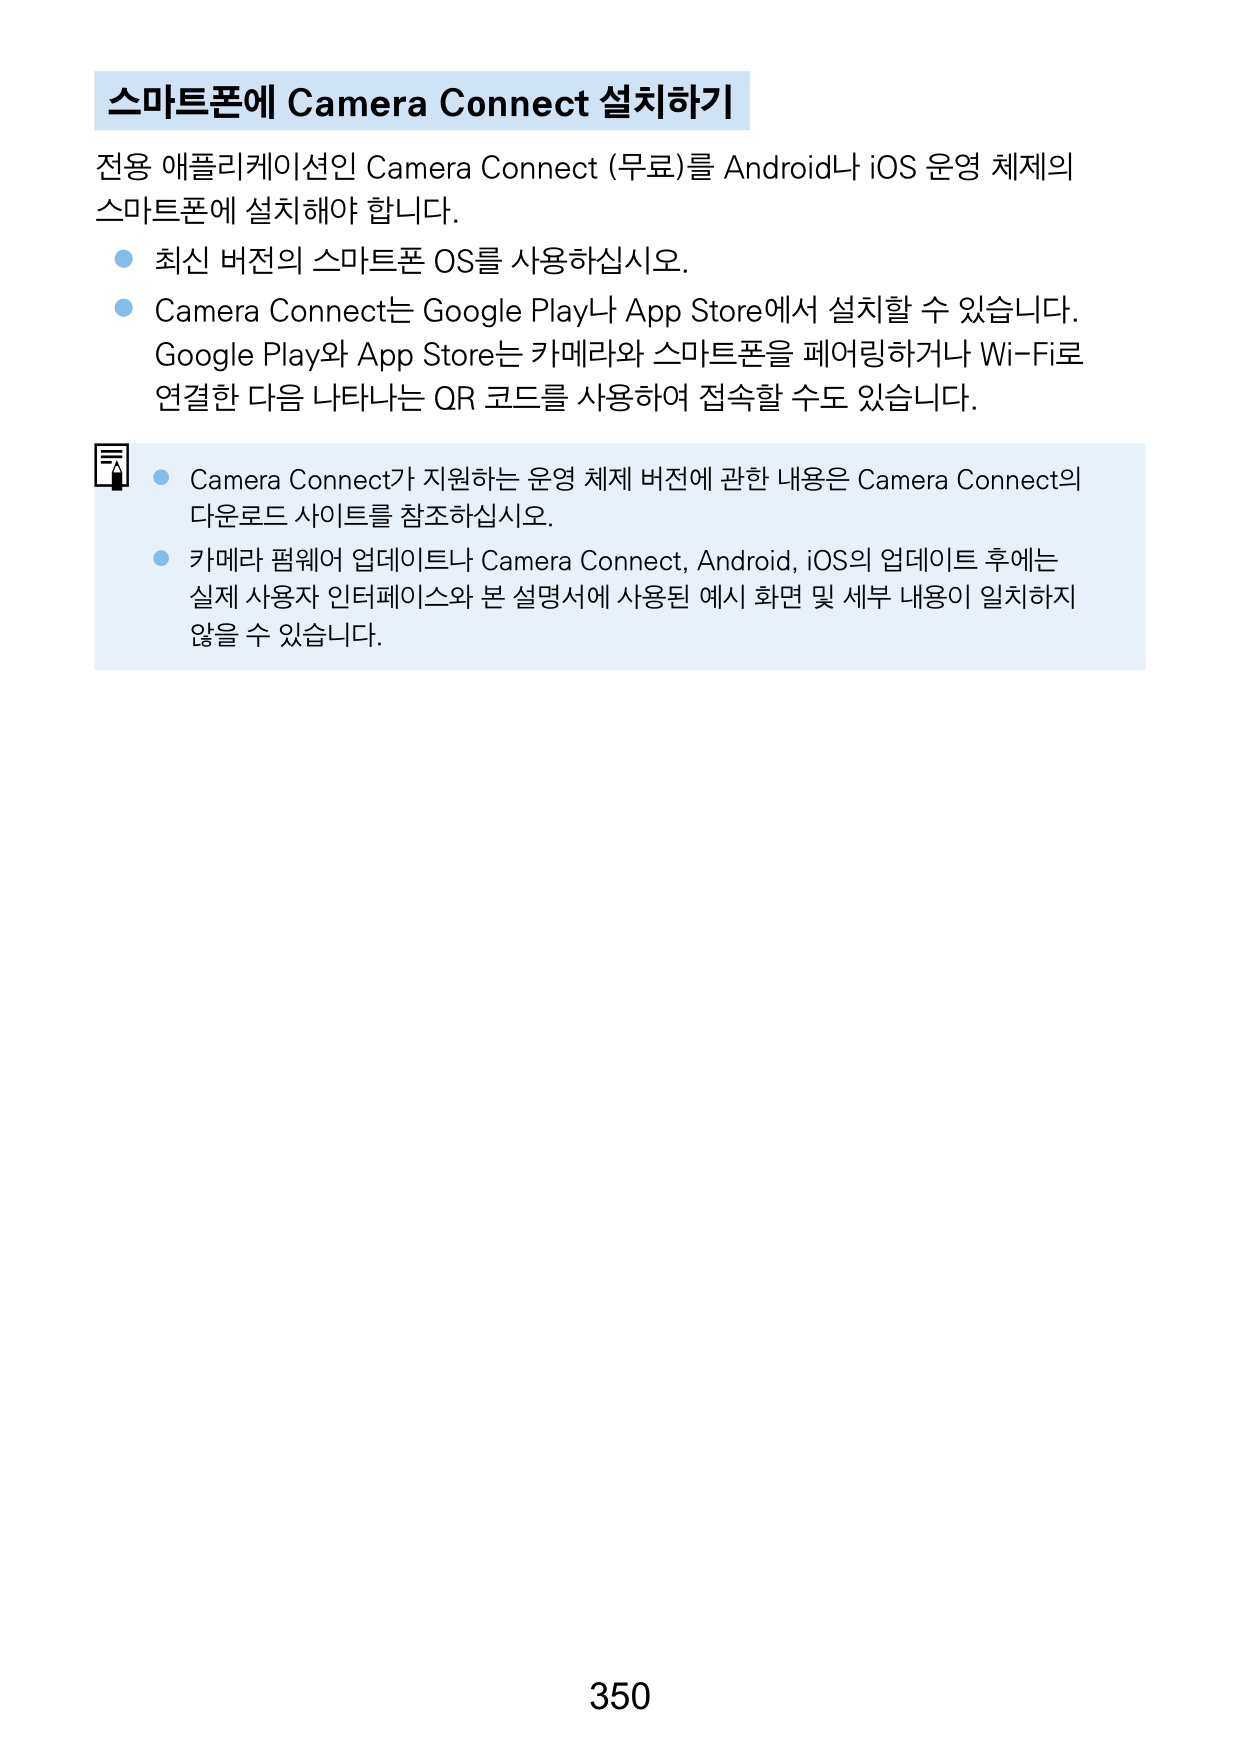 스마트폰에 Camera Connect 설치하기
전용 애플리케이션인 Camera Connect (무료)를 Android나 iOS 운영 체제의
스마트폰에 설치해야 합니다.
● 최신 버전의 스마트폰 OS를 사용하십시오.
● Camera Connect는 Google Play나 App Store에서 설치할 수 있습니다.
Google Play와 App Store는 카메라와 스마트폰을 페어링하거나 Wi-Fi로
연결한 다음 나타나는 QR 코드를 사용하여 접속할 수도 있습니다.
● Camera Connect가 지원하는 운영 체제 버전에 관한 내용은 Camera Connect의
다운로드 사이트를 참조하십시오.
● 카메라 펌웨어 업데이트나 Camera Connect, Android, iOS의 업데이트 후에는
실제 사용자 인터페이스와 본 설명서에 사용된 예시 화면 및 세부 내용이 일치하지
않을 수 있습니다.
350